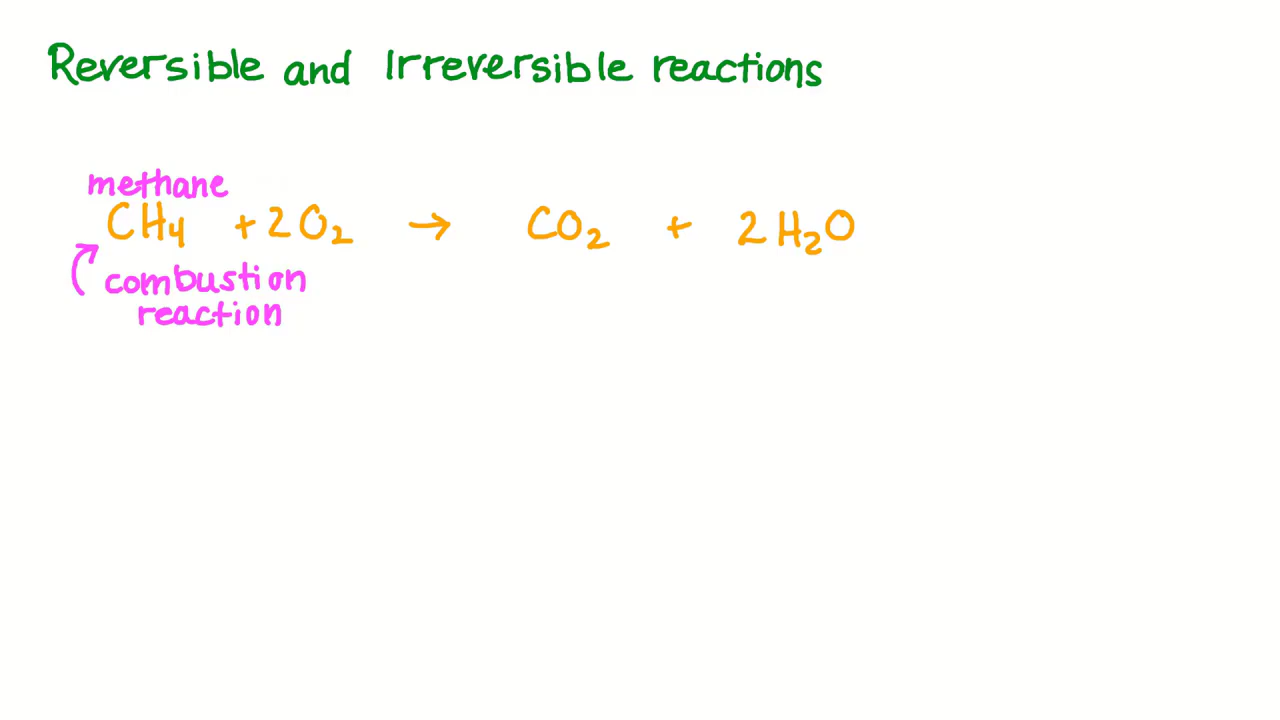 Reversible and Irreversible reactions
methane
CH₄ + 2O₂ → CO₂ + 2H₂O
combustion
reaction